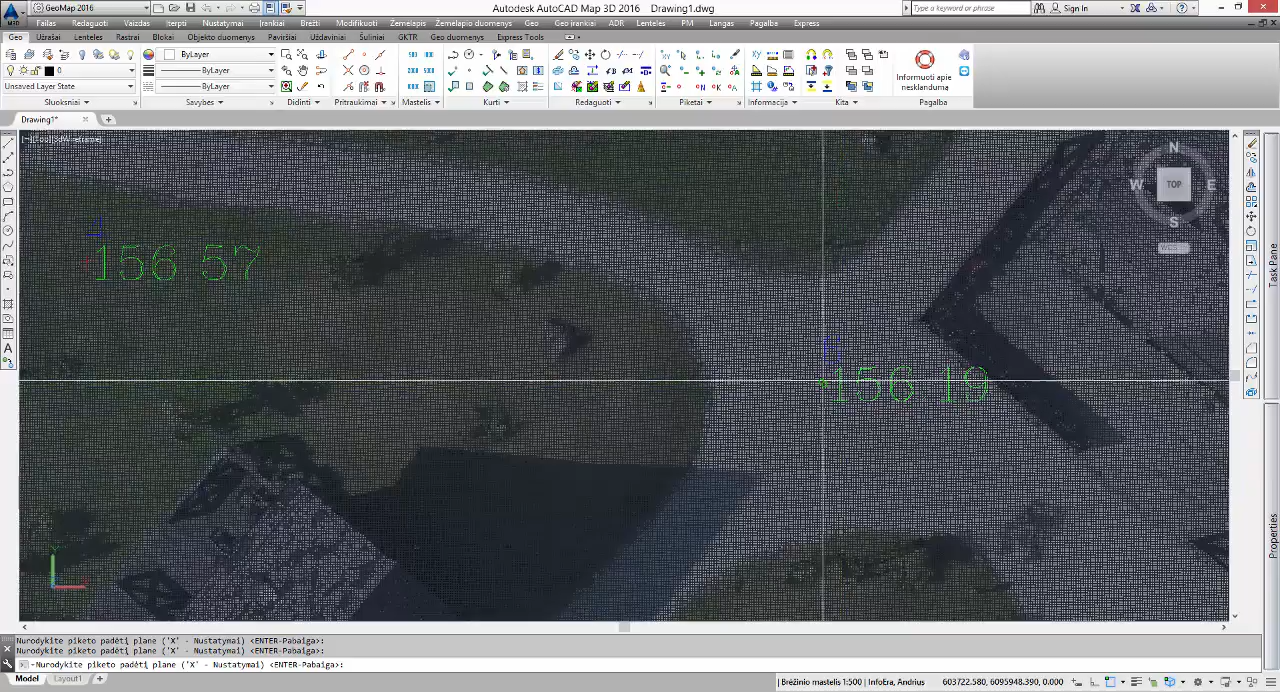 GeoMap 2016
Autodesk AutoCAD Map 3D 2016 Drawing1.dwg
Type a keyword or phrase
Sign In
Failas Redaguoti Vaizdas Įterpti Nustatymai Įrankiai Brėžti Modifikuoti Žemėlapis Žemėlapio duomenys Geo Geo įrankiai ADR Lenteles PM Langas Pagalba Express
Geo Užrašai Lentelės Rastrai Blokai Objekto duomenys Paviršiai Uždaviniai Šuliniai GKTR Geo duomenys Express Tools
ByLayer
0
ByLayer
Unsaved Layer State
ByLayer
Informuoti apie
nesklandumą
Sluoksniai Savybės Didinti Pritraukimai Mastelis Kurti Redaguoti Piketai Informacija Kita Pagalba
Drawing1*
N
W TOP E
S
156 57
156 19
Task Pane
Properties
Nurodykite piketo padėtį plane ('X' - Nustatymai) <ENTER-Pabaiga>:
Nurodykite piketo padėtį plane ('X' - Nustatymai) <ENTER-Pabaiga>:
Nurodykite piketo padėtį plane ('X' - Nustatymai) <ENTER-Pabaiga>:
Model Layout1
Brėžinio mastelis 1:500 | InfoEra, Andrius 603722.580, 6095948.390, 0.000